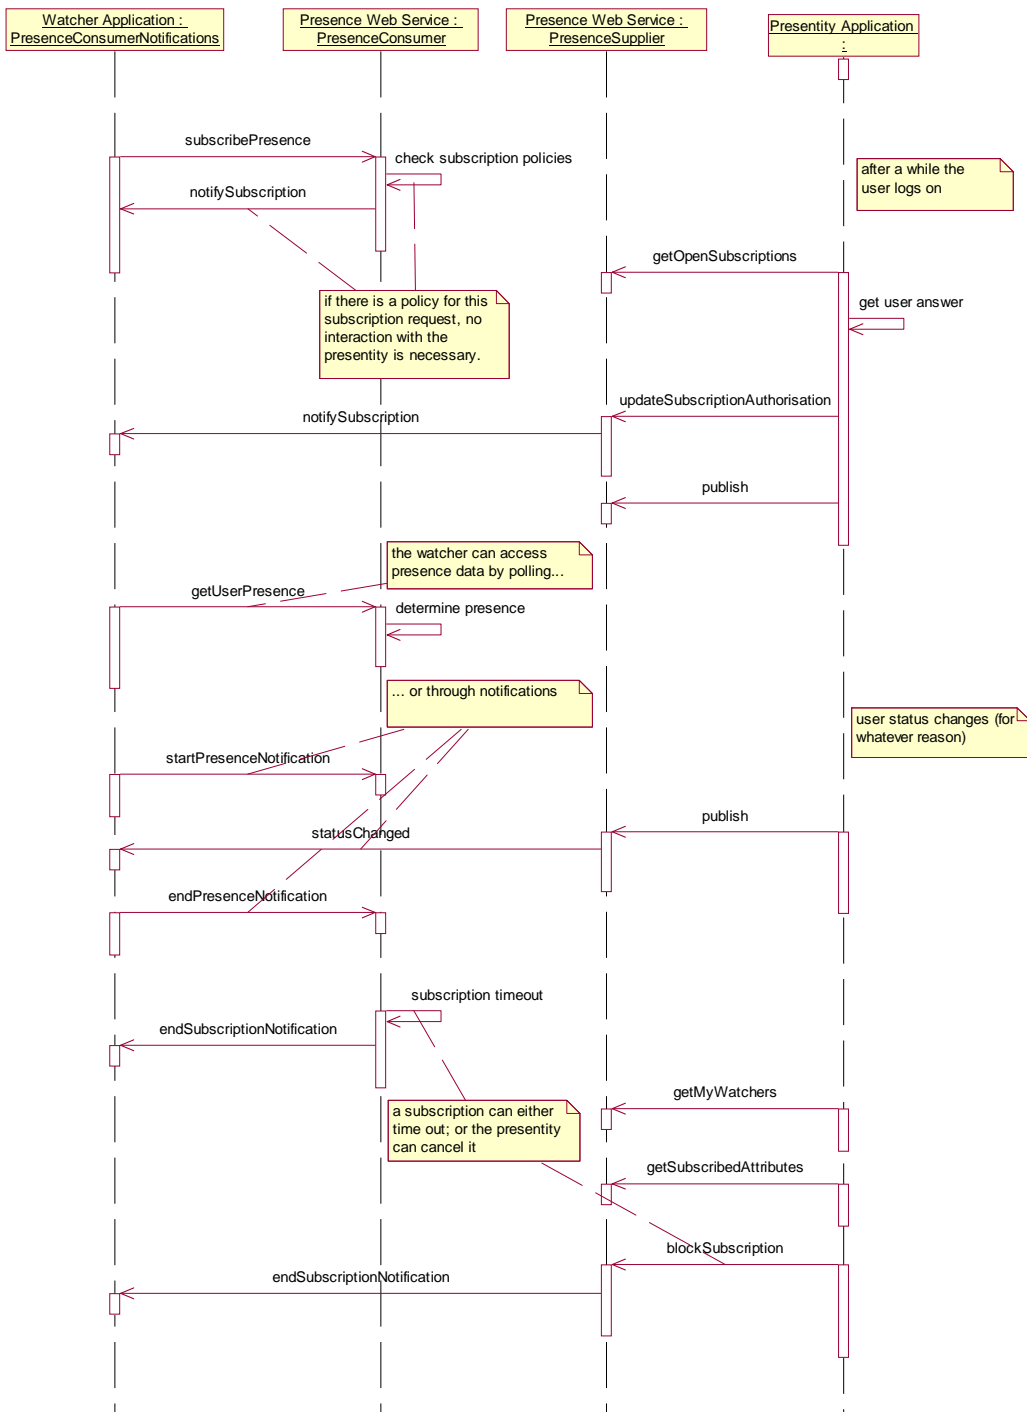 Watcher Application :
PresenceConsumerNotifications
Presence Web Service :
PresenceConsumer
Presence Web Service :
PresenceSupplier
Presentity Application
:
subscribePresence
check subscription policies
after a while the
user logs on
notifySubscription
getOpenSubscriptions
if there is a policy for this
subscription request, no
interaction with the
presentity is necessary.
get user answer
updateSubscriptionAuthorisation
notifySubscription
publish
the watcher can access
presence data by polling...
getUserPresence
determine presence
... or through notifications
user status changes (for
whatever reason)
startPresenceNotification
publish
statusChanged
endPresenceNotification
subscription timeout
endSubscriptionNotification
getMyWatchers
a subscription can either
time out; or the presentity
can cancel it
getSubscribedAttributes
blockSubscription
endSubscriptionNotification